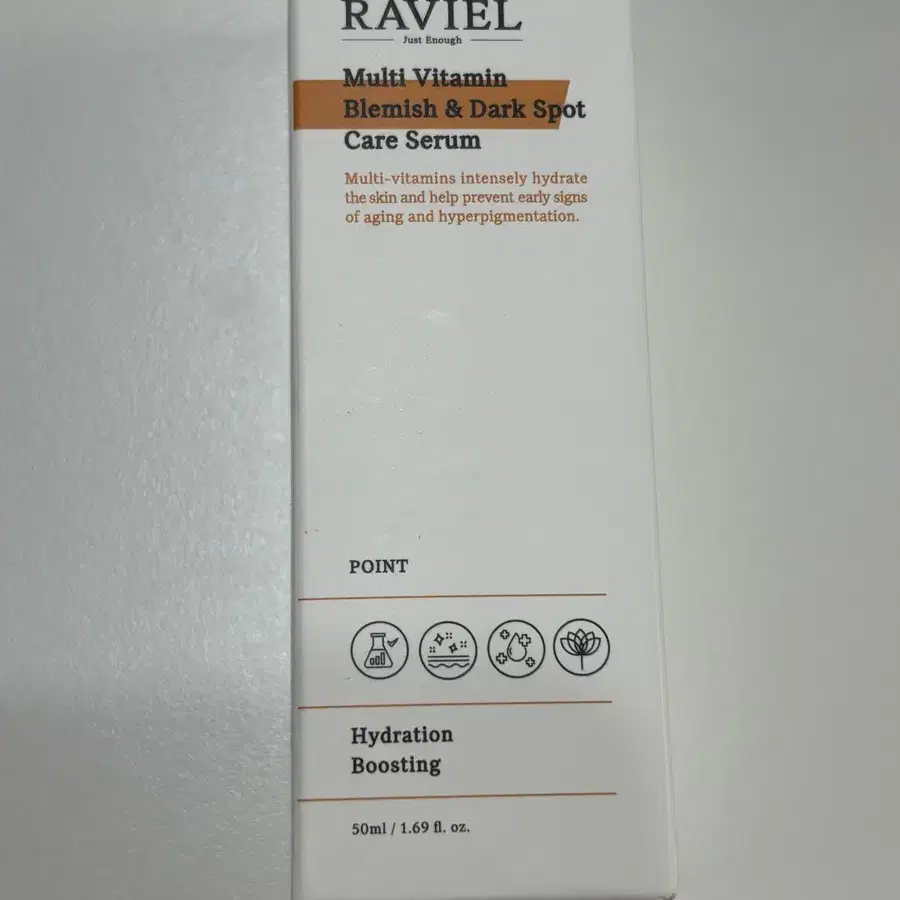 RAVIEL
Just Enough
Multi Vitamin
Blemish & Dark Spot
Care Serum
Multi-vitamins intensely hydrate
the skin and help prevent early signs
of aging and hyperpigmentation.
POINT
Hydration
Boosting
50ml / 1.69 fl. oz.